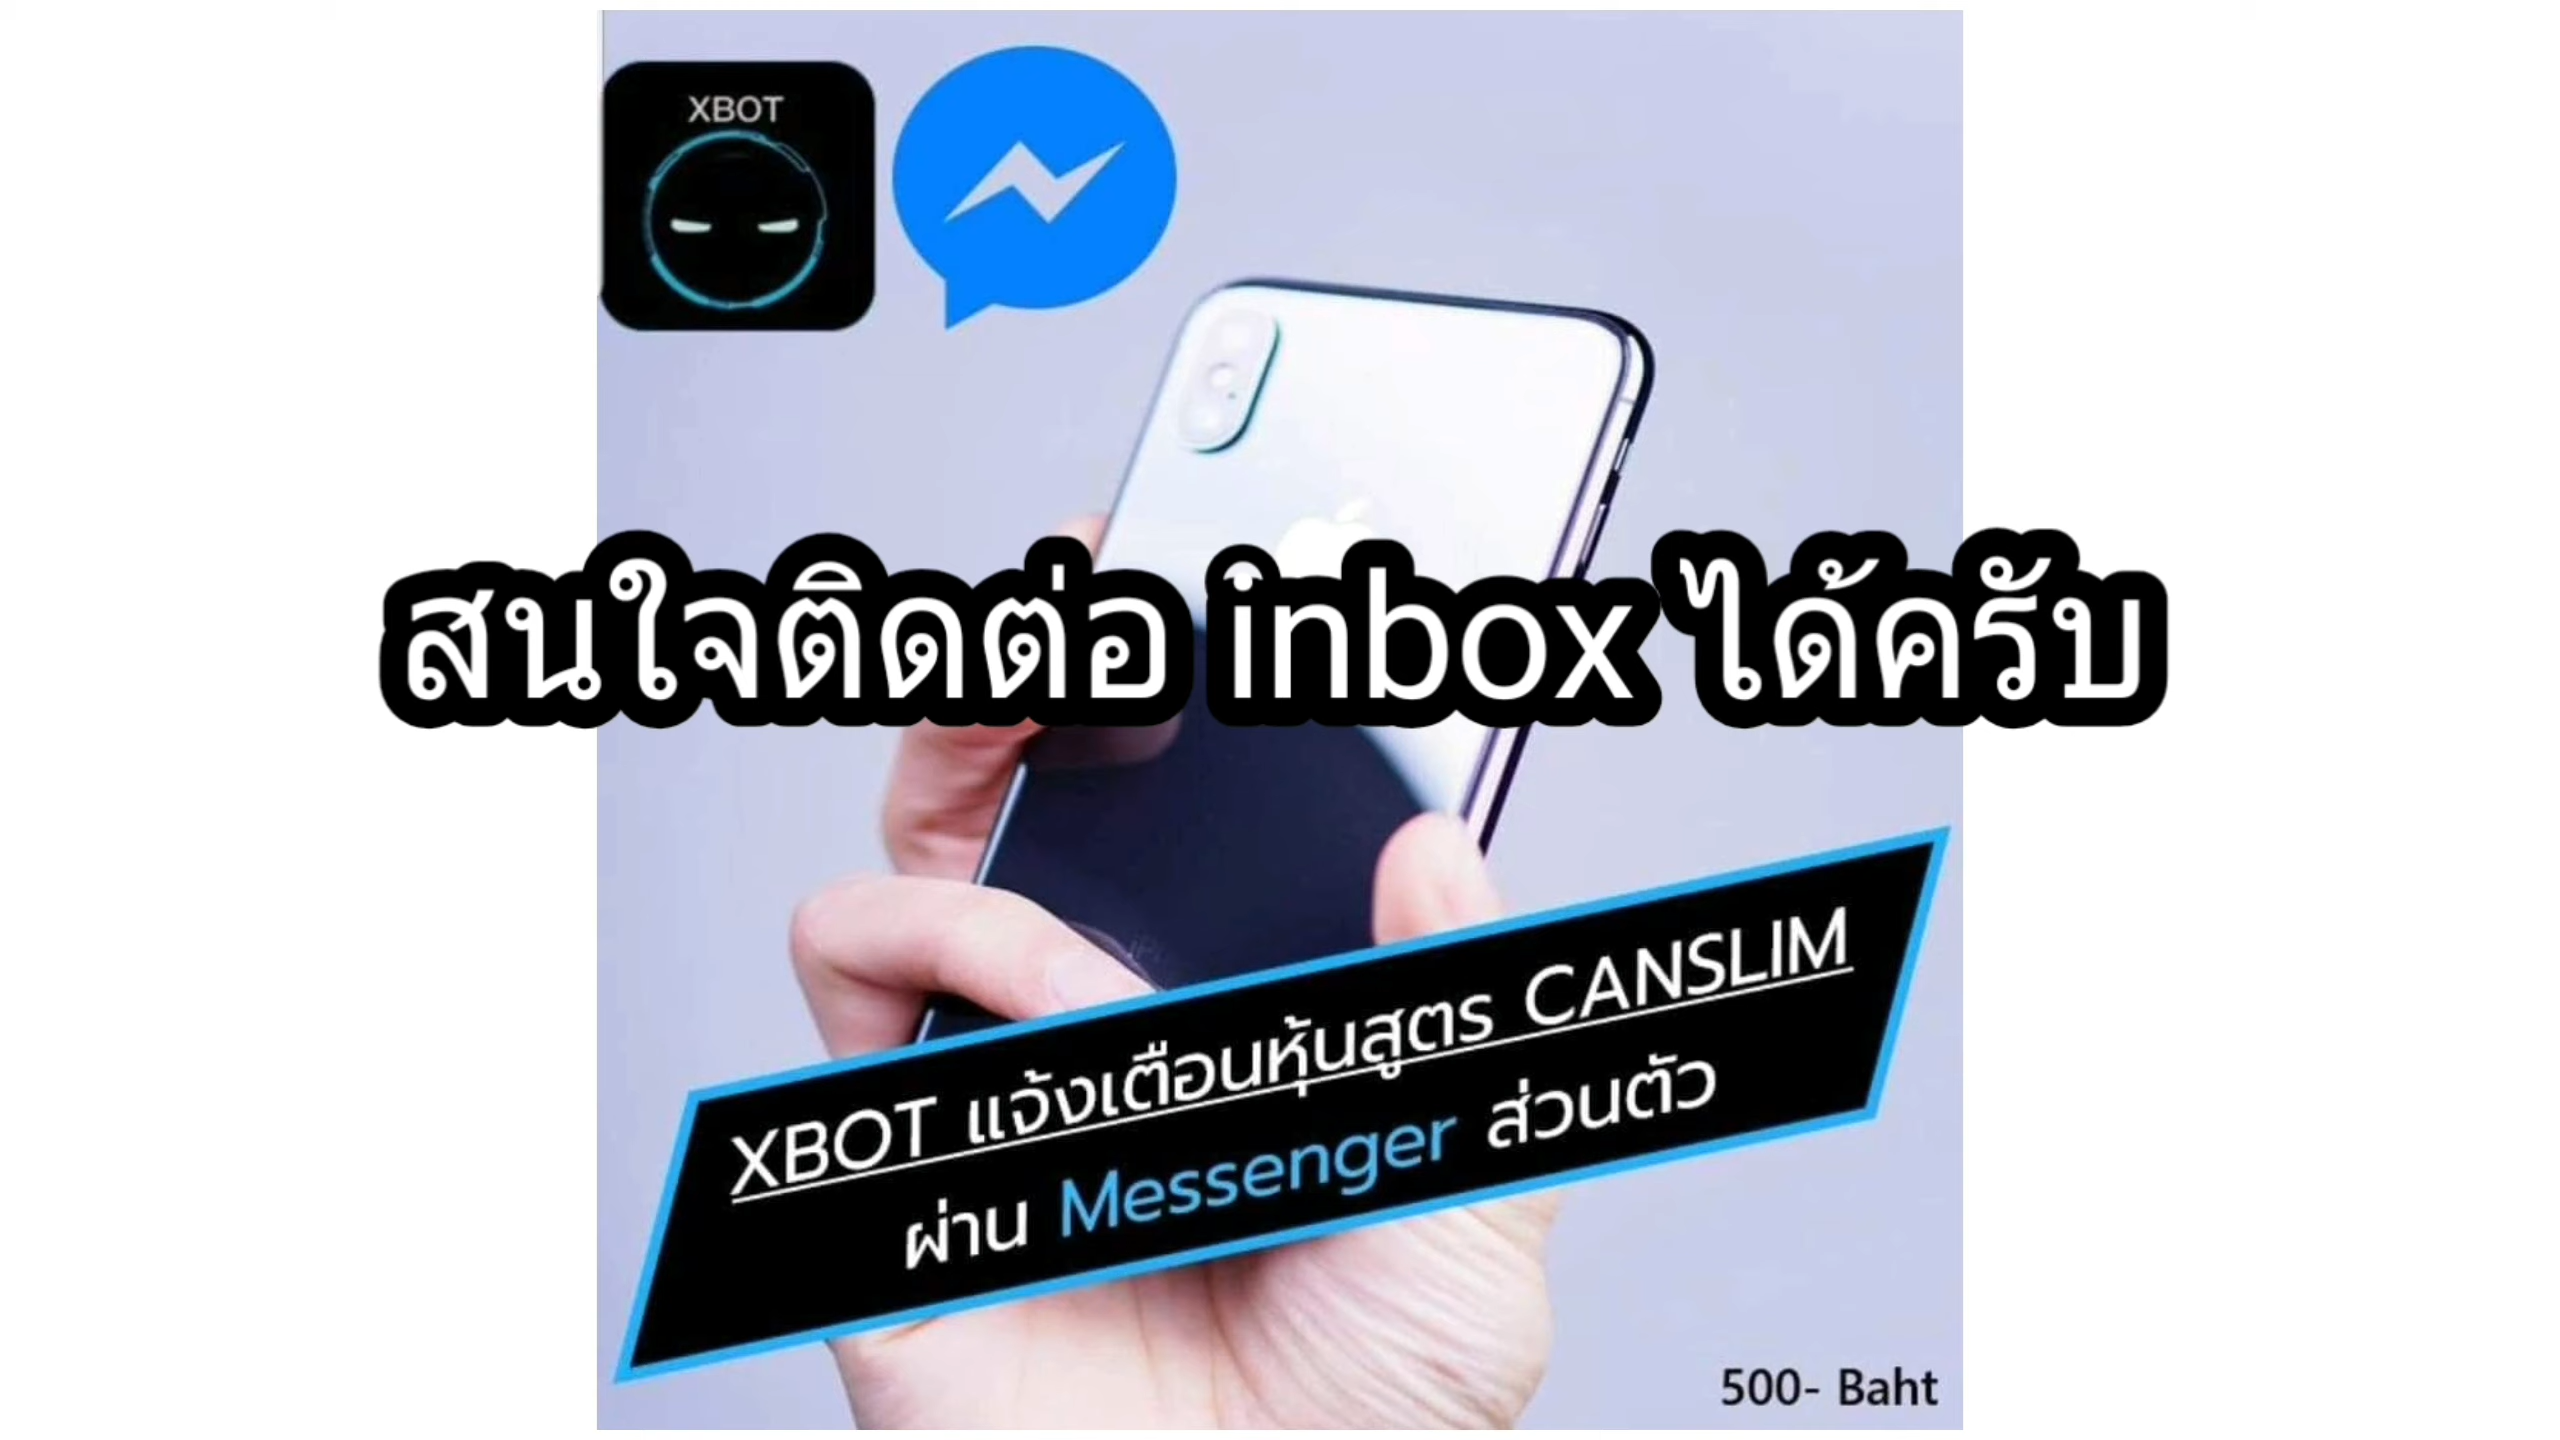 XBOT
สนใจติดต่อ inbox ได้ครับ
XBOT แจ้งเตือนหุ้นสูตร CANSLIM
ผ่าน Messenger ส่วนตัว
500- Baht